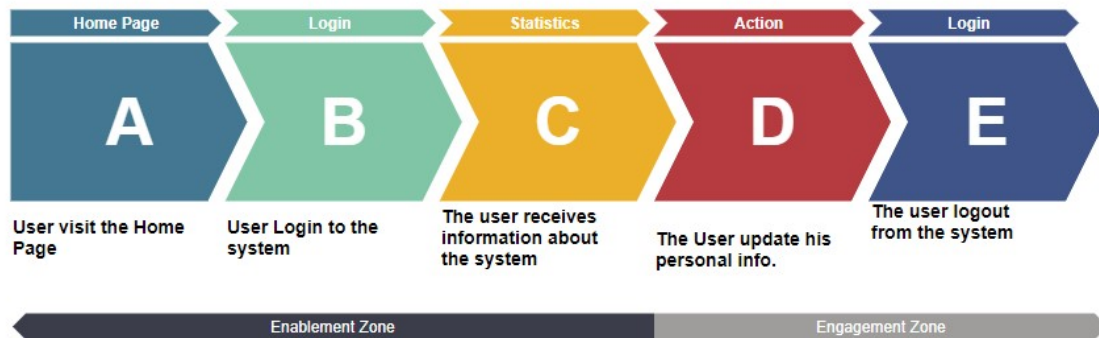 Home Page
Login
Statistics
Action
Login
A
B
C
D
E
User visit the Home
Page
User Login to the
system
The user receives
information about
the system
The User update his
personal info.
The user logout
from the system
Enablement Zone
Engagement Zone